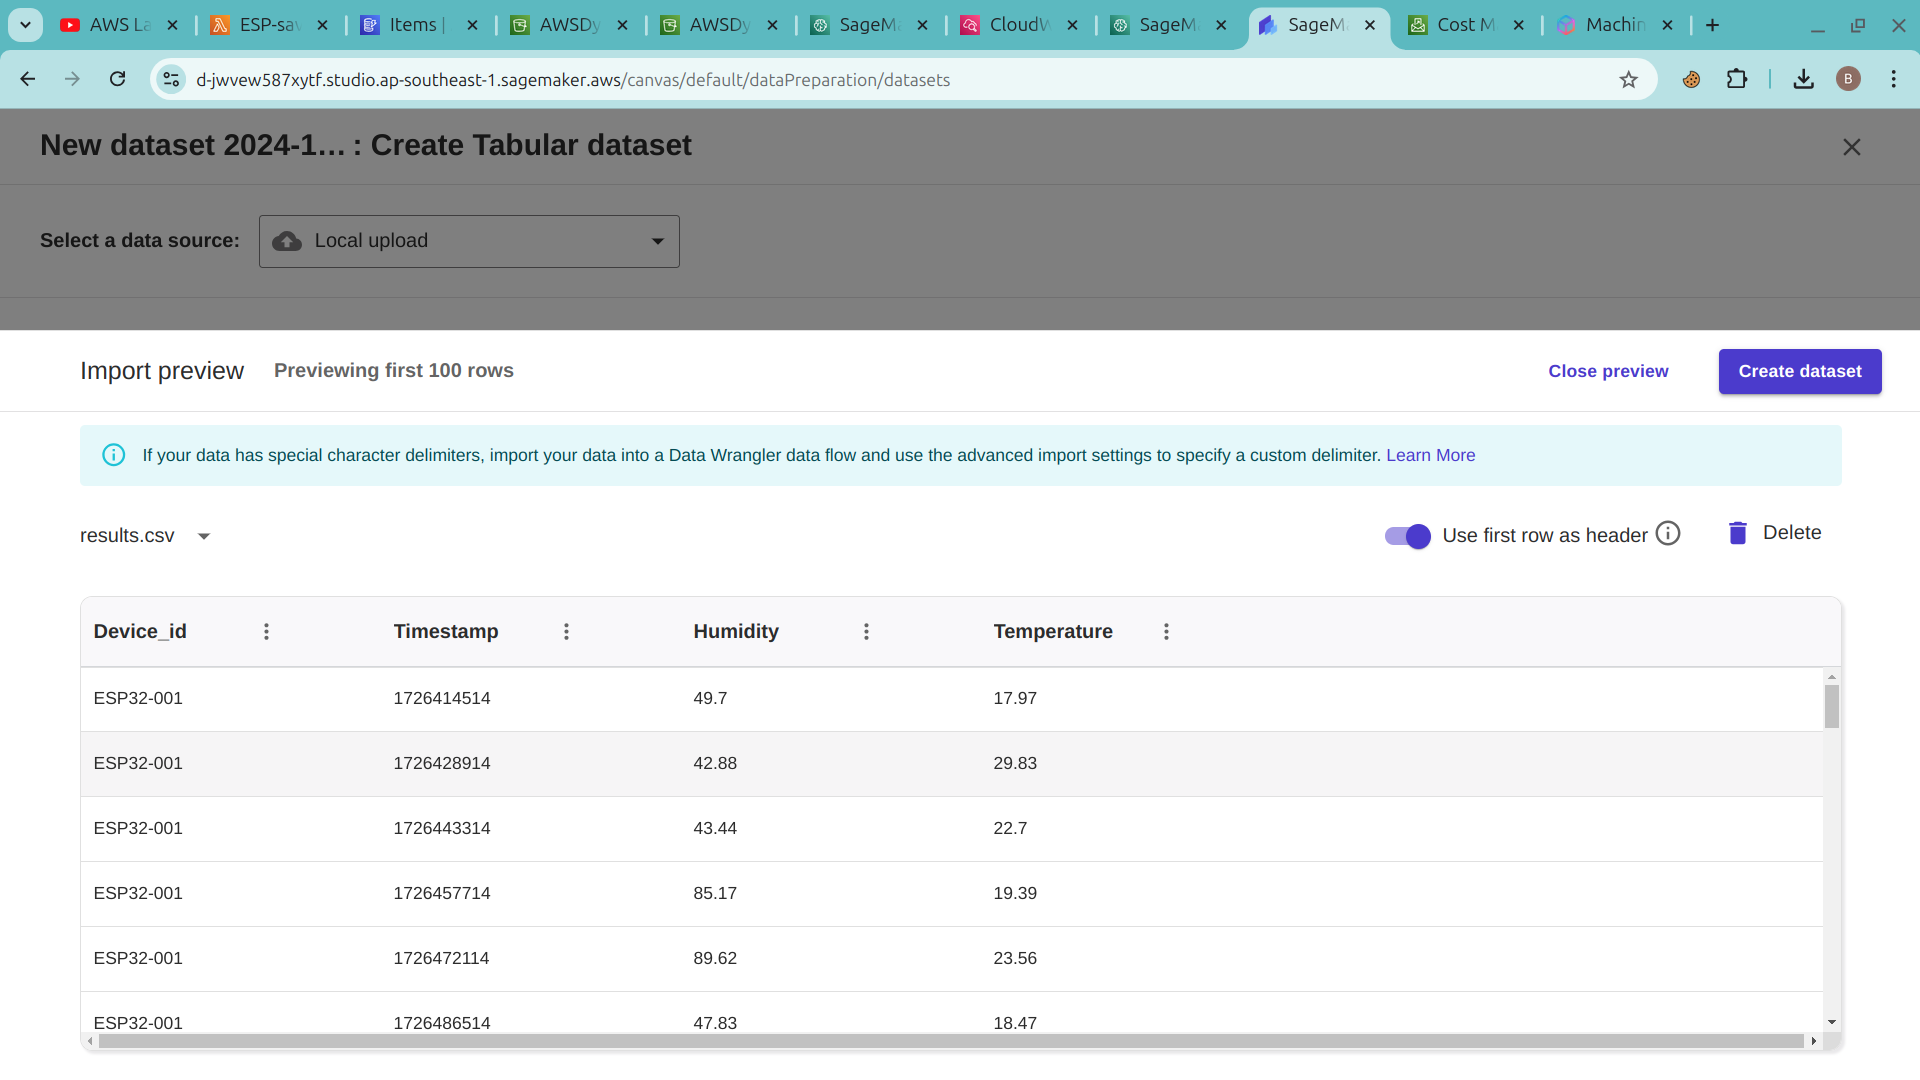 AWS La
ESP-sav
Items |
AWSDy
AWSDy
SageMa
CloudW
SageMa
SageMa
Cost M
Machin
d-jwvew587xytf.studio.ap-southeast-1.sagemaker.aws/canvas/default/dataPreparation/datasets
B
New dataset 2024-1... : Create Tabular dataset
Select a data source: Local upload
Import preview Previewing first 100 rows Close preview Create dataset
If your data has special character delimiters, import your data into a Data Wrangler data flow and use the advanced import settings to specify a custom delimiter. Learn More
results.csv Use first row as header Delete
Device_id Timestamp Humidity Temperature
ESP32-001 1726414514 49.7 17.97
ESP32-001 1726428914 42.88 29.83
ESP32-001 1726443314 43.44 22.7
ESP32-001 1726457714 85.17 19.39
ESP32-001 1726472114 89.62 23.56
ESP32-001 1726486514 47.83 18.47